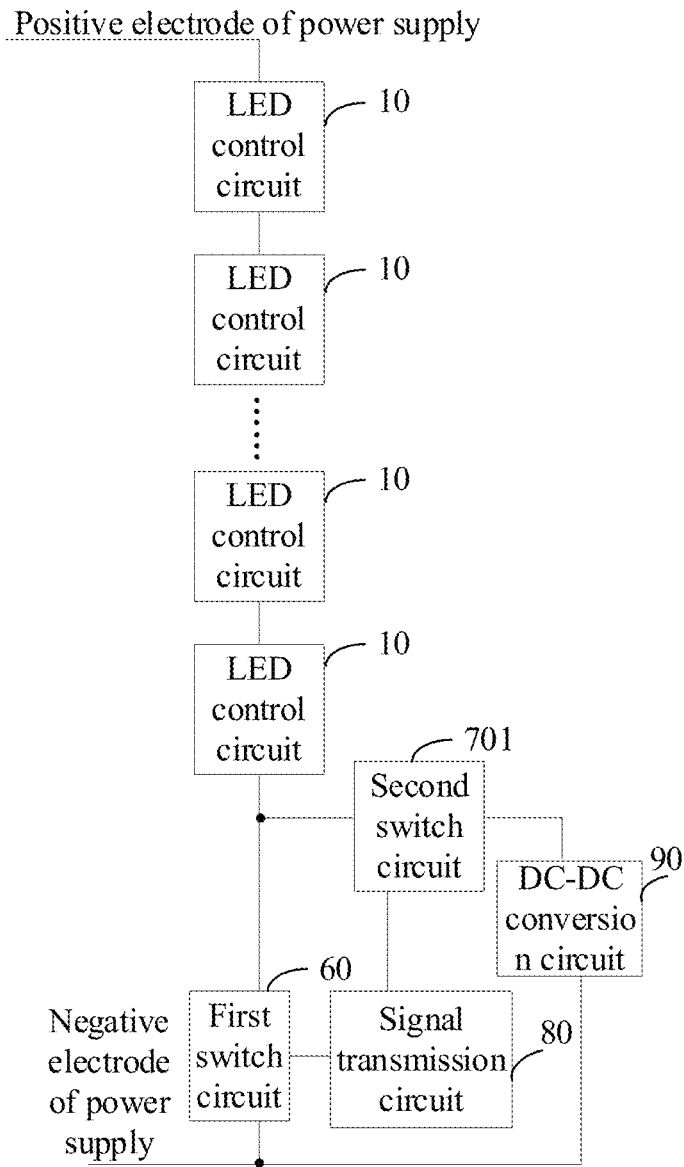 Positive electrode of power supply
LED
control
circuit
10
LED
control
circuit
10
LED
control
circuit
10
LED
control
circuit
10
701
Second
switch
circuit
90
DC-DC
conversio
n circuit
60
First
switch
circuit
Signal
transmission
circuit
80
Negative
electrode
of power
supply